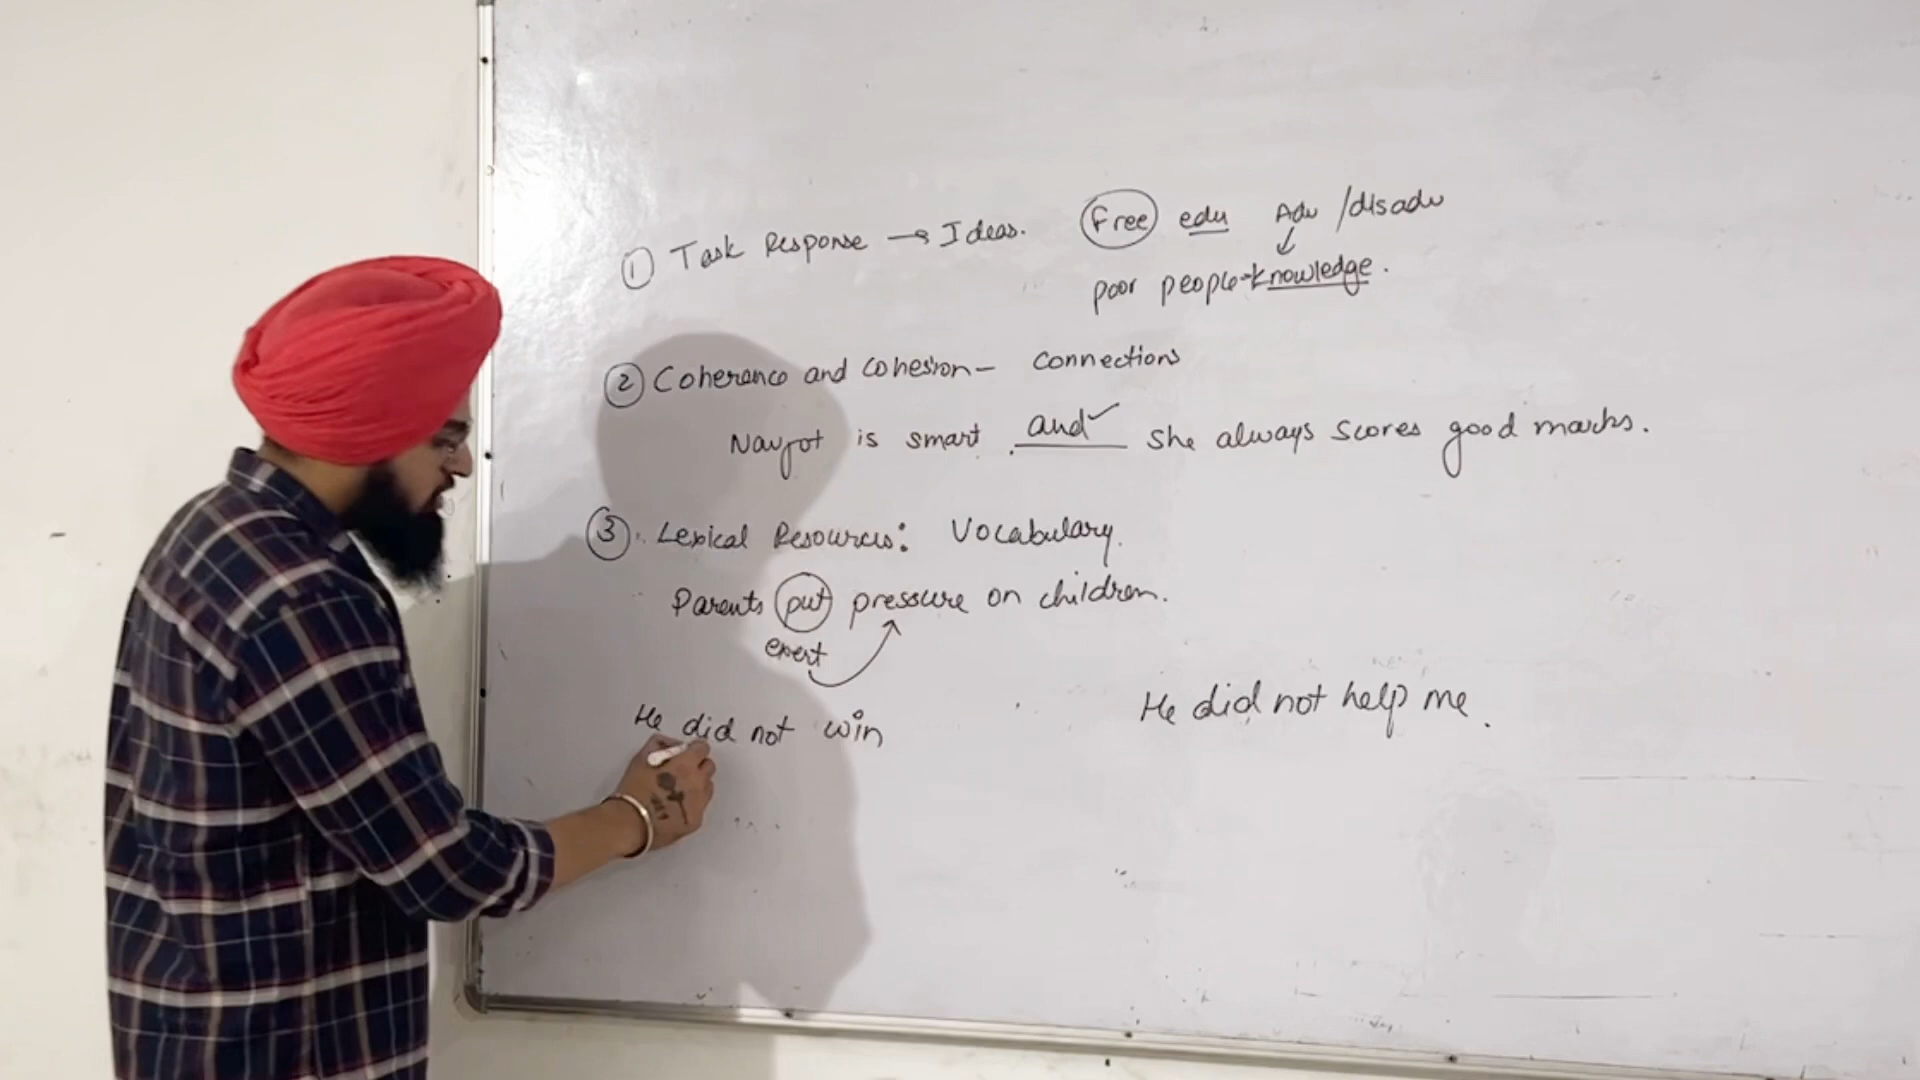 ① Task Response → Ideas. Free edu Adv /disadv
↓
poor people → knowledge.
② Coherence and Cohesion - Connections
Navjot is smart . and ✓ She always scores good marks.
③. Lexical Resources: Vocabulary.
Parents put pressure on children.
exert
He did not win
He did not help me.